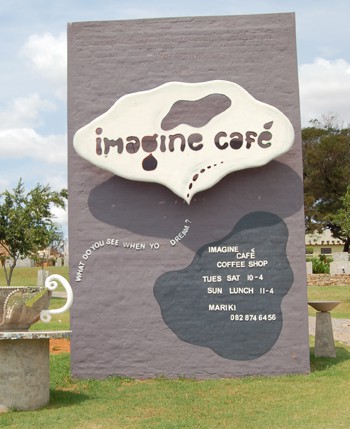 imagine café
WHAT DO YOU SEE WHEN YO DREAM?
IMAGINE s
CAFÉ
COFFEE SHOP
TUES SAT 10-4
SUN LUNCH 11-4
MARIKI
082 874 6456